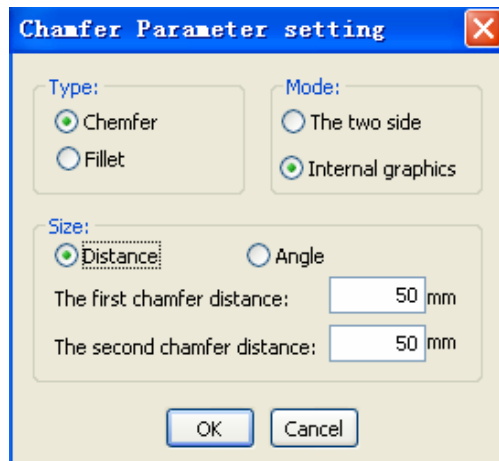 Chamfer Parameter setting
Type:
Chemfer
Fillet
Mode:
The two side
Internal graphics
Size:
Distance
Angle
The first chamfer distance: 50 mm
The second chamfer distance: 50 mm
OK
Cancel